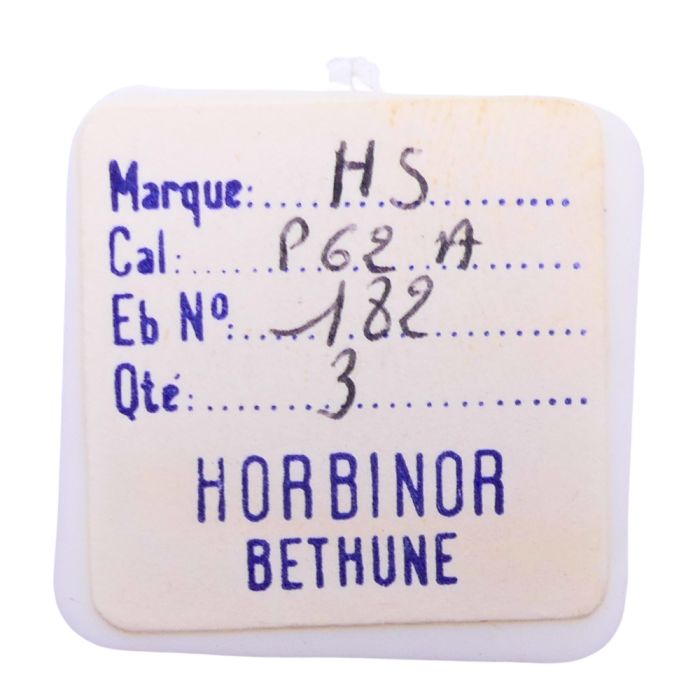 Marque: HS
Cal: P62 A
Eb Nº: 182
Qté: 3
HORBINOR
BETHUNE